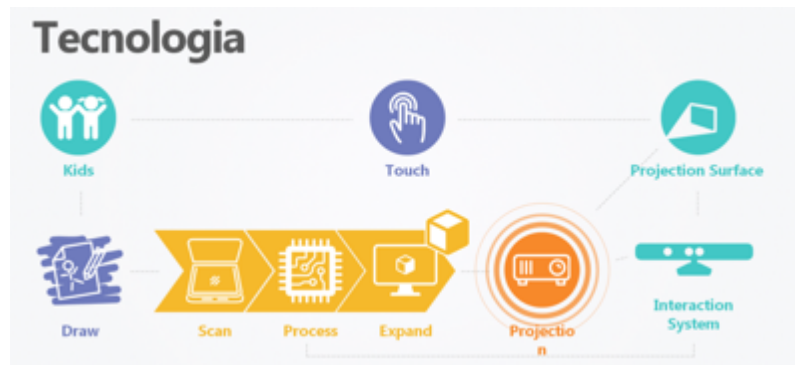 Tecnologia
Kids
Touch
Projection Surface
Draw
Scan
Process
Expand
Projectio
n
Interaction
System